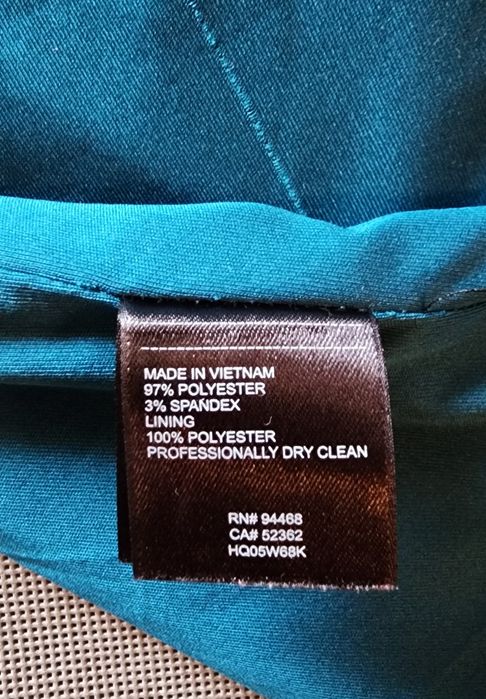 MADE IN VIETNAM
97% POLYESTER
3% SPANDEX
LINING
100% POLYESTER
PROFESSIONALLY DRY CLEAN
RN# 94468
CA# 52362
HQ05W68K